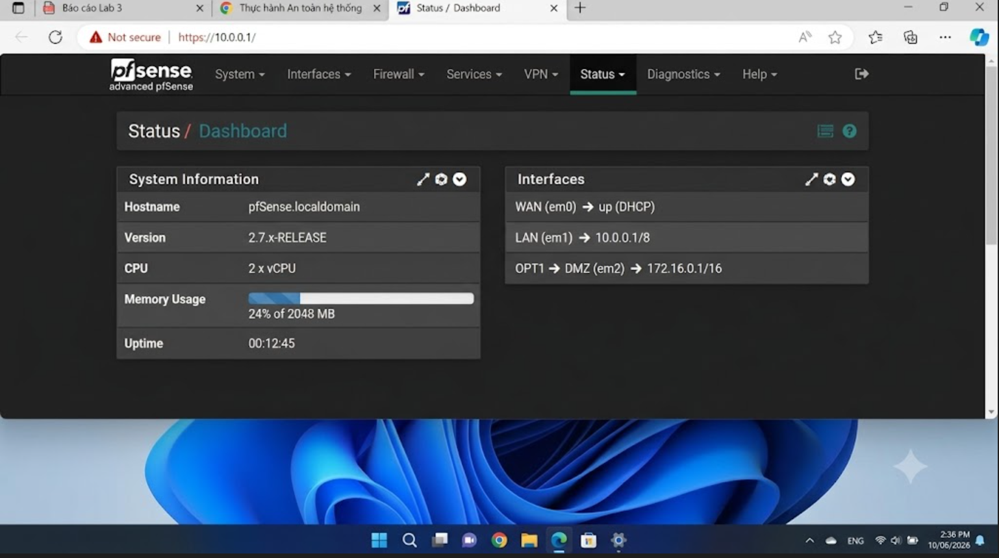 Báo cáo Lab 3
Thực hành An toàn hệ thống
Status / Dashboard
Not secure
https://10.0.0.1/
pfsense
advanced pfSense
System
Interfaces
Firewall
Services
VPN
Status
Diagnostics
Help
Status / Dashboard
System Information
Hostname pfSense.localdomain
Version 2.7.x-RELEASE
CPU 2 x vCPU
Memory Usage
24% of 2048 MB
Uptime 00:12:45
Interfaces
WAN (em0) → up (DHCP)
LAN (em1) → 10.0.0.1/8
OPT1 → DMZ (em2) → 172.16.0.1/16
ENG
2:36 PM
10/06/2026